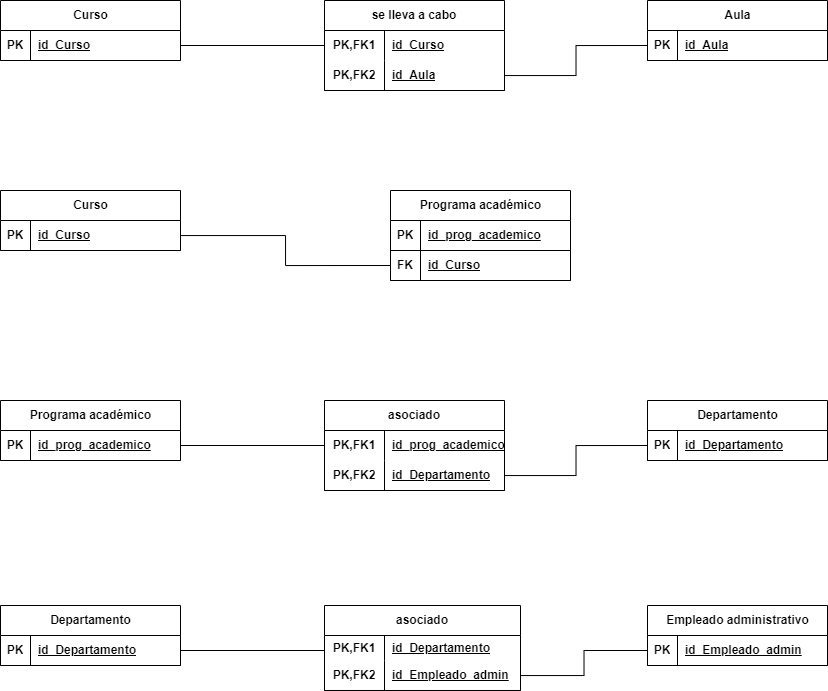 Curso
PK id_Curso
se lleva a cabo
PK,FK1 id_Curso
PK,FK2 id_Aula
Aula
PK id_Aula
Curso
PK id_Curso
Programa académico
PK id_prog_academico
FK id_Curso
Programa académico
PK id_prog_academico
asociado
PK,FK1 id_prog_academico
PK,FK2 id_Departamento
Departamento
PK id_Departamento
Departamento
PK id_Departamento
asociado
PK,FK1 id_Departamento
PK,FK2 id_Empleado_admin
Empleado administrativo
PK id_Empleado_admin